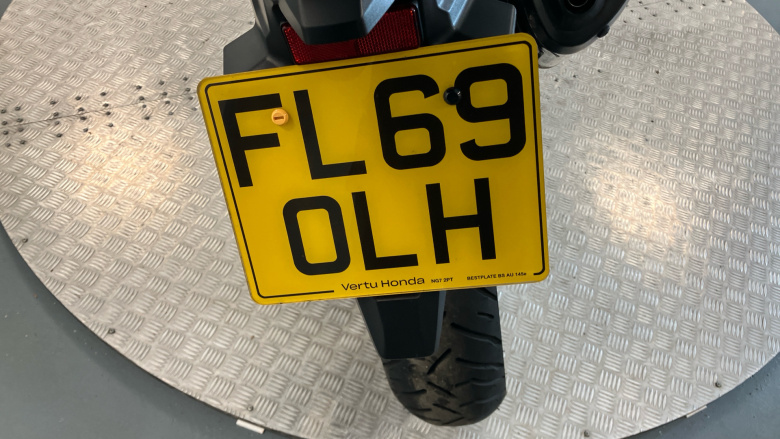 FL69
OLH
Vertu Honda NG7 2PT BESTPLATE BS AU 145e